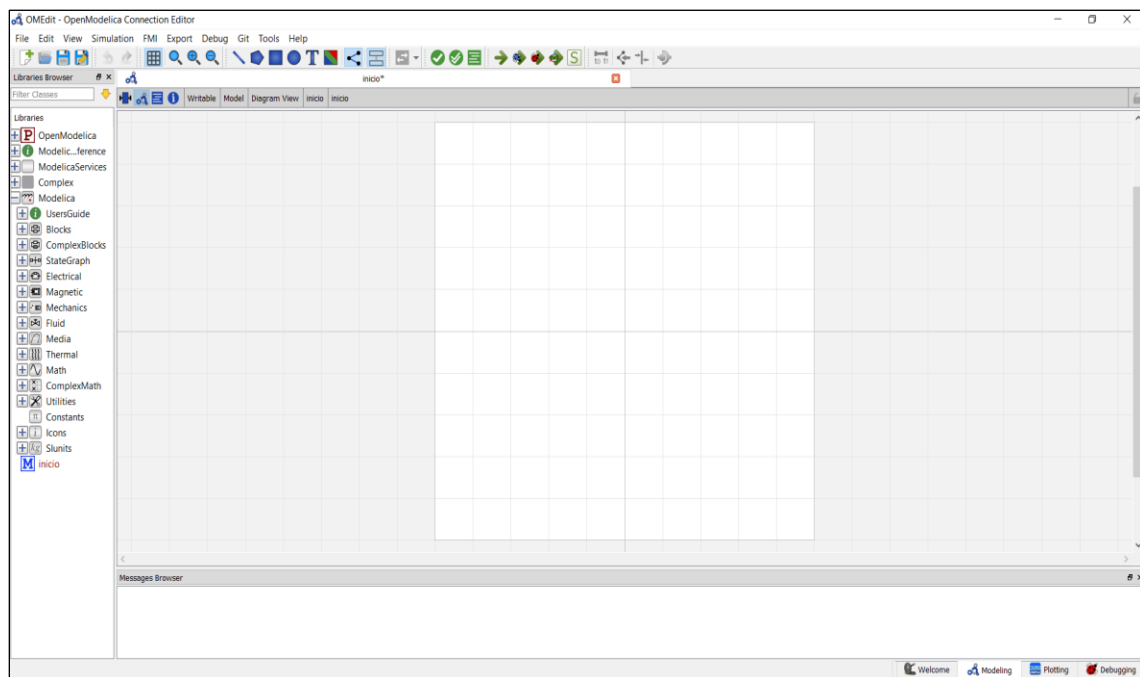 OMEdit - OpenModelica Connection Editor
File Edit View Simulation FMI Export Debug Git Tools Help
Libraries Browser
inicio*
Filter Classes
Writable Model Diagram View inicio inicio
Libraries
P OpenModelica
Modelic...ference
ModelicaServices
Complex
Modelica
UsersGuide
Blocks
ComplexBlocks
StateGraph
Electrical
Magnetic
Mechanics
Fluid
Media
Thermal
Math
ComplexMath
Utilities
Constants
Icons
SIunits
M inicio
Messages Browser
Welcome Modeling Plotting Debugging